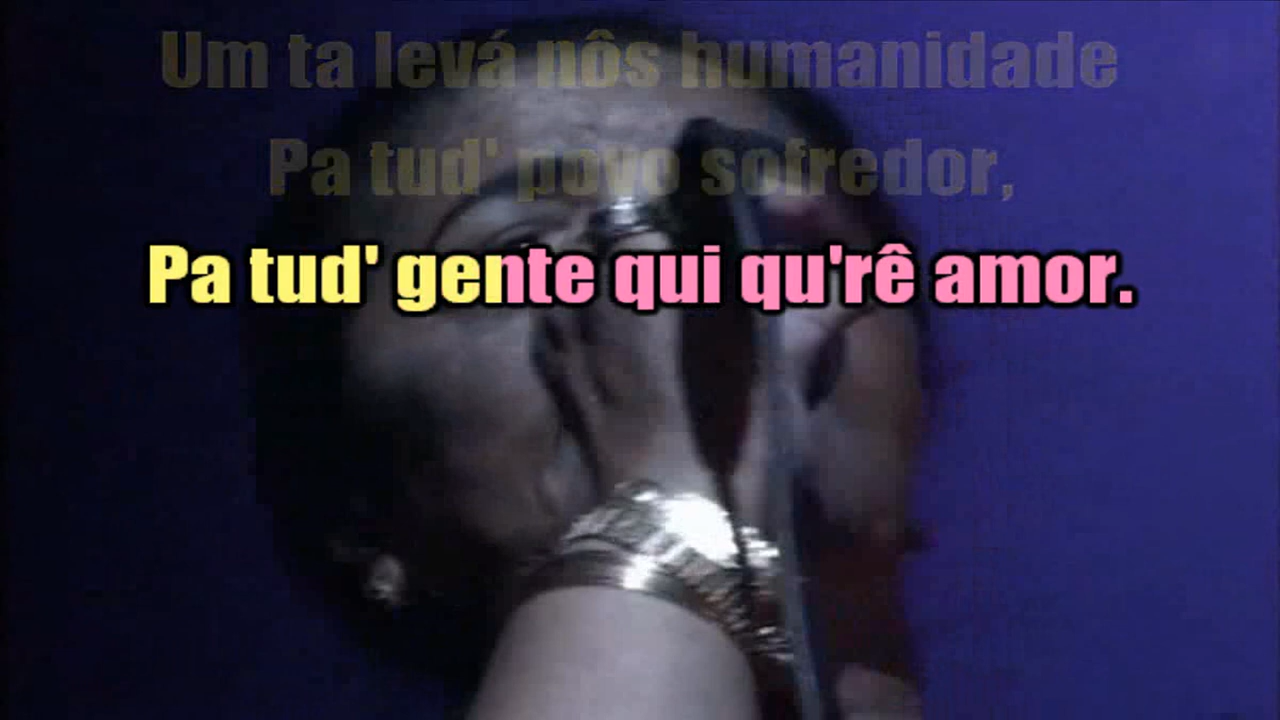 Um ta levá nôs humanidade
Pa tud' povo sofredor,
Pa tud' gente qui qu'rê amor.